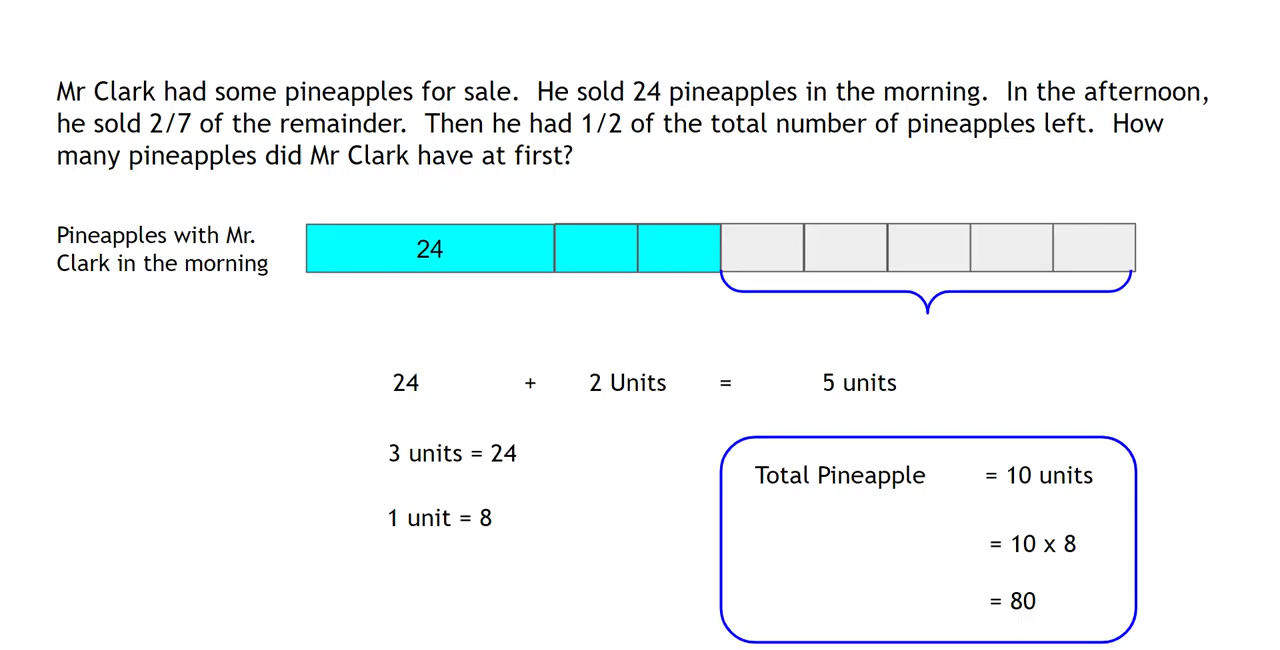 Mr Clark had some pineapples for sale.  He sold 24 pineapples in the morning.  In the afternoon,
he sold 2/7 of the remainder.  Then he had 1/2 of the total number of pineapples left.  How
many pineapples did Mr Clark have at first?
Pineapples with Mr.
Clark in the morning
24
24 + 2 Units = 5 units
3 units = 24
1 unit = 8
Total Pineapple = 10 units
= 10 x 8
= 80